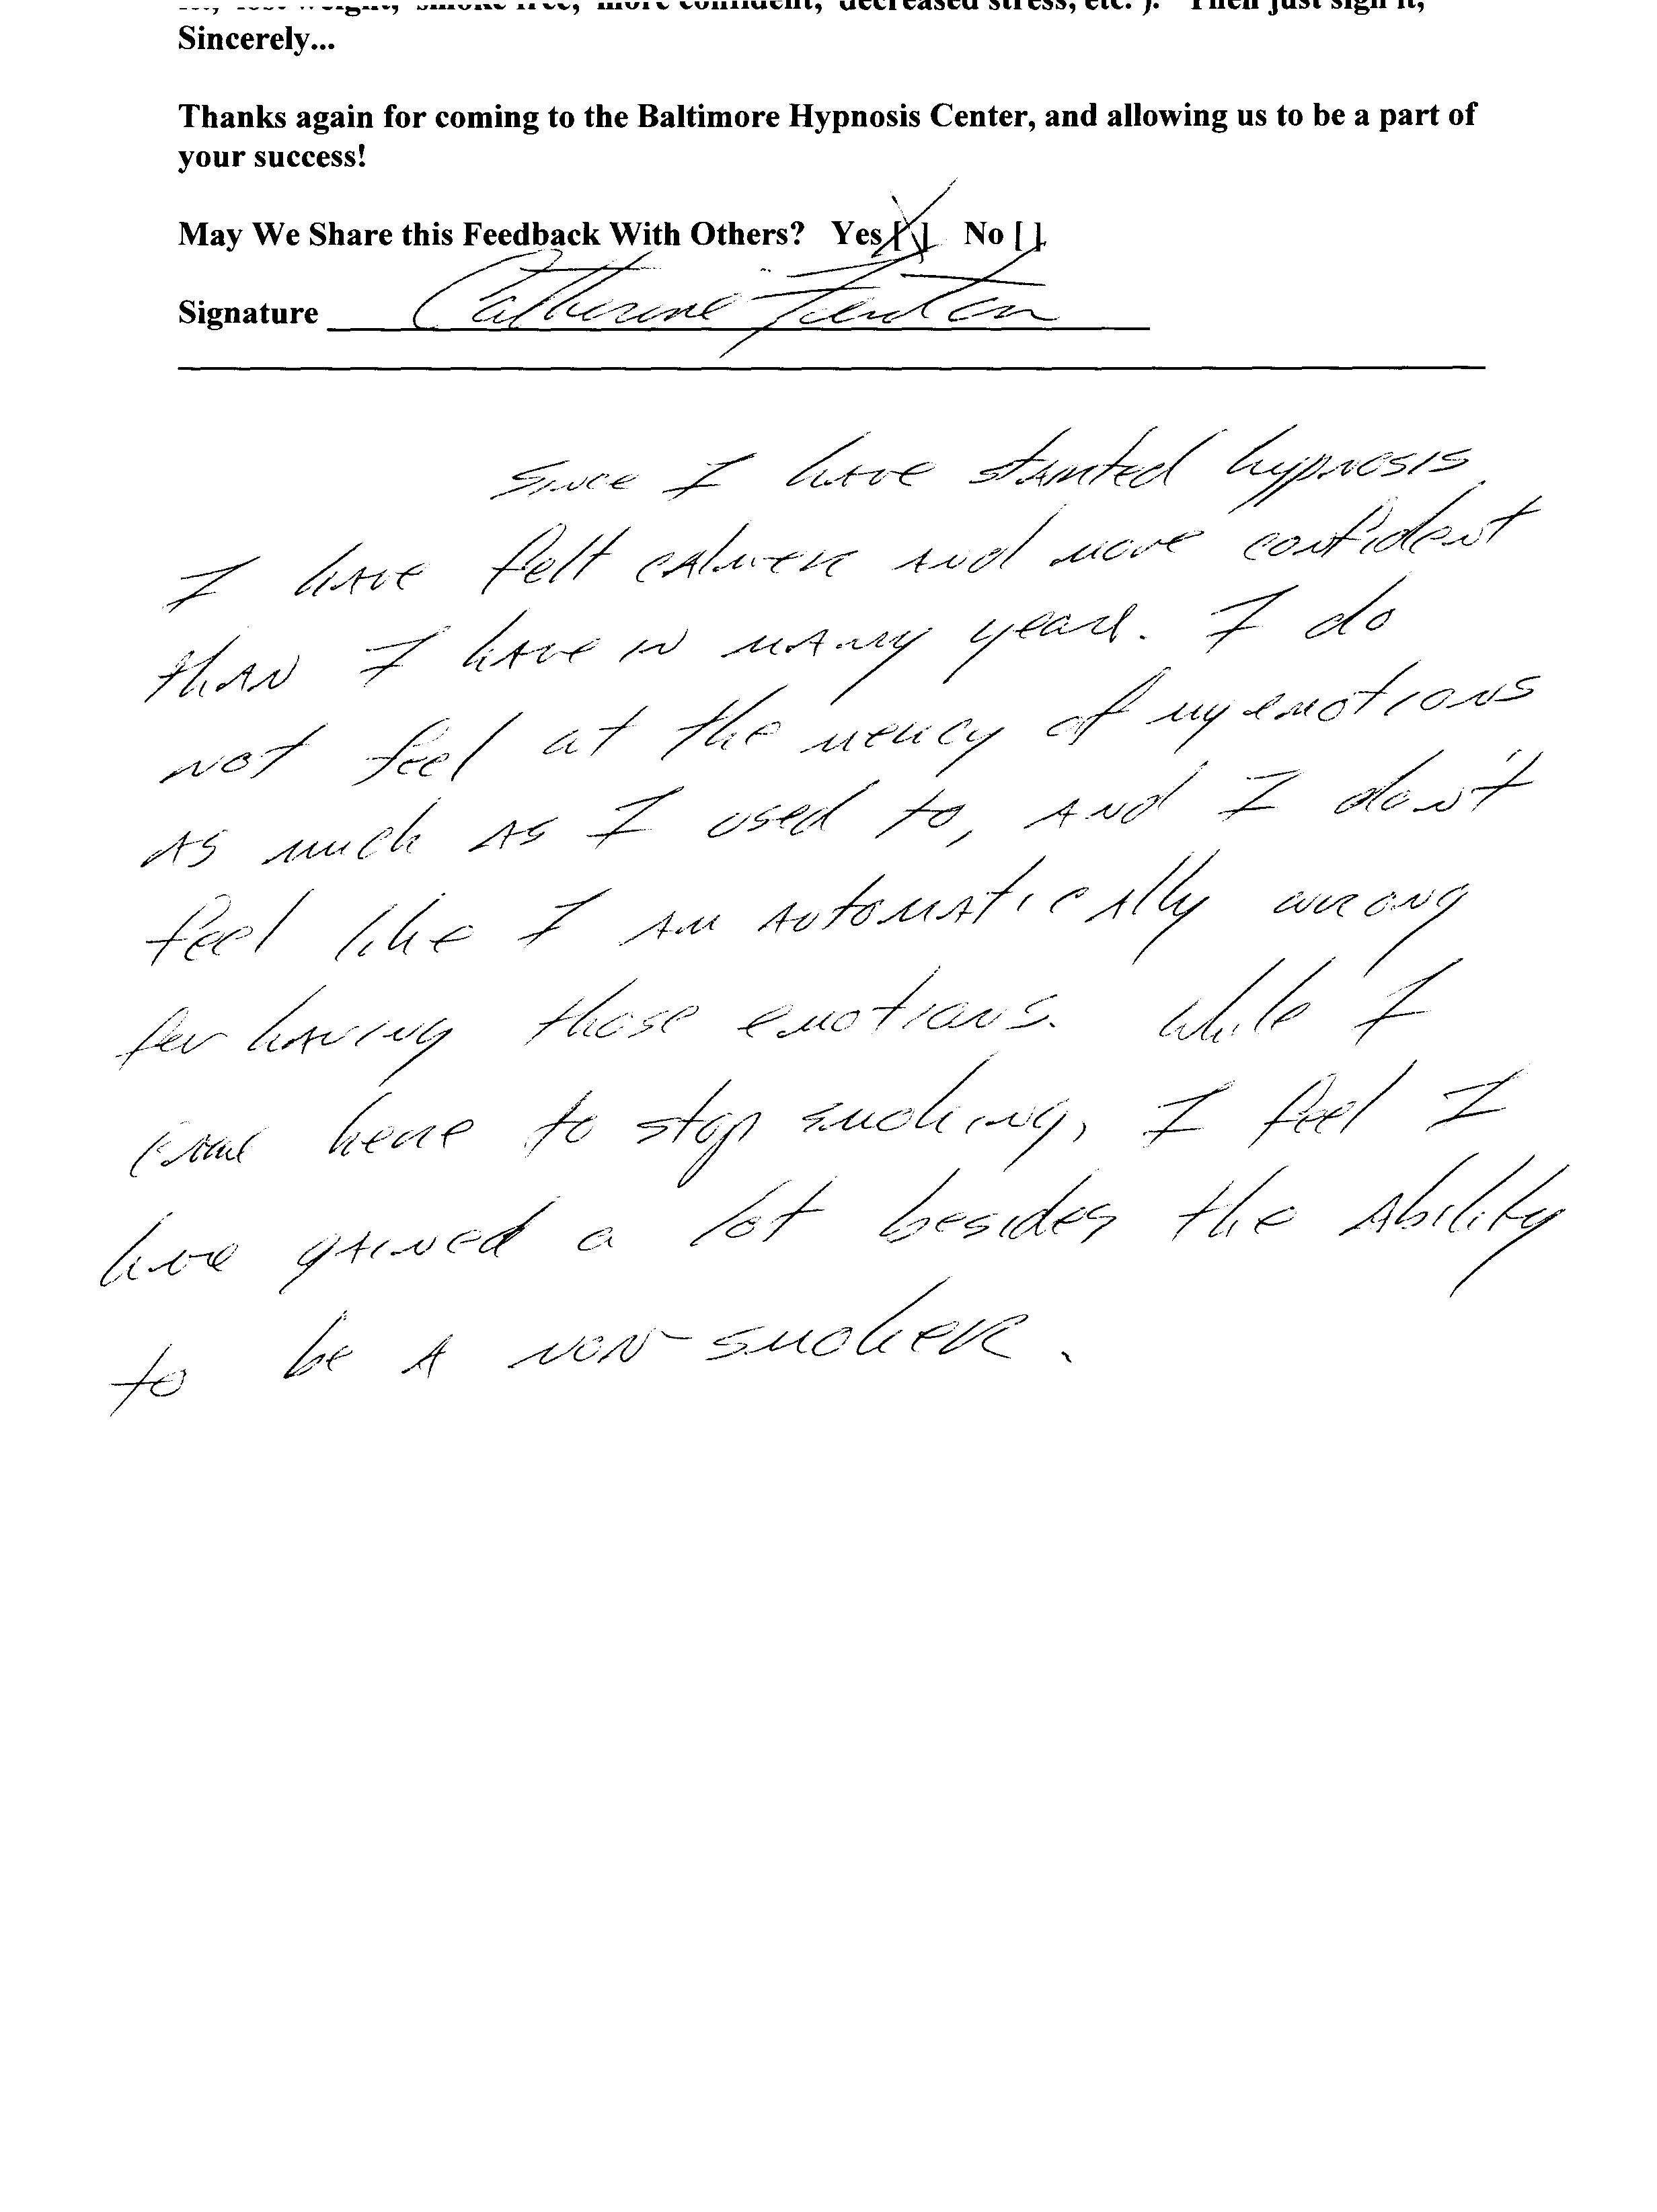 lost weight, smoke free, more confident, decreased stress, etc. ). Then just sign it,
Sincerely...
Thanks again for coming to the Baltimore Hypnosis Center, and allowing us to be a part of
your success!
May We Share this Feedback With Others? Yes [X] No [ ]
Signature Catherine Fenton
Since I have started hypnosis
I have felt calmer and more confident
than I have in many years. I do
not feel at the mercy of my emotions
as much as I used to, and I don't
feel like I am automatically wrong
for having those emotions. While I
came here to stop smoking, I feel I
have gained a lot besides the ability
to be a non-smoker.